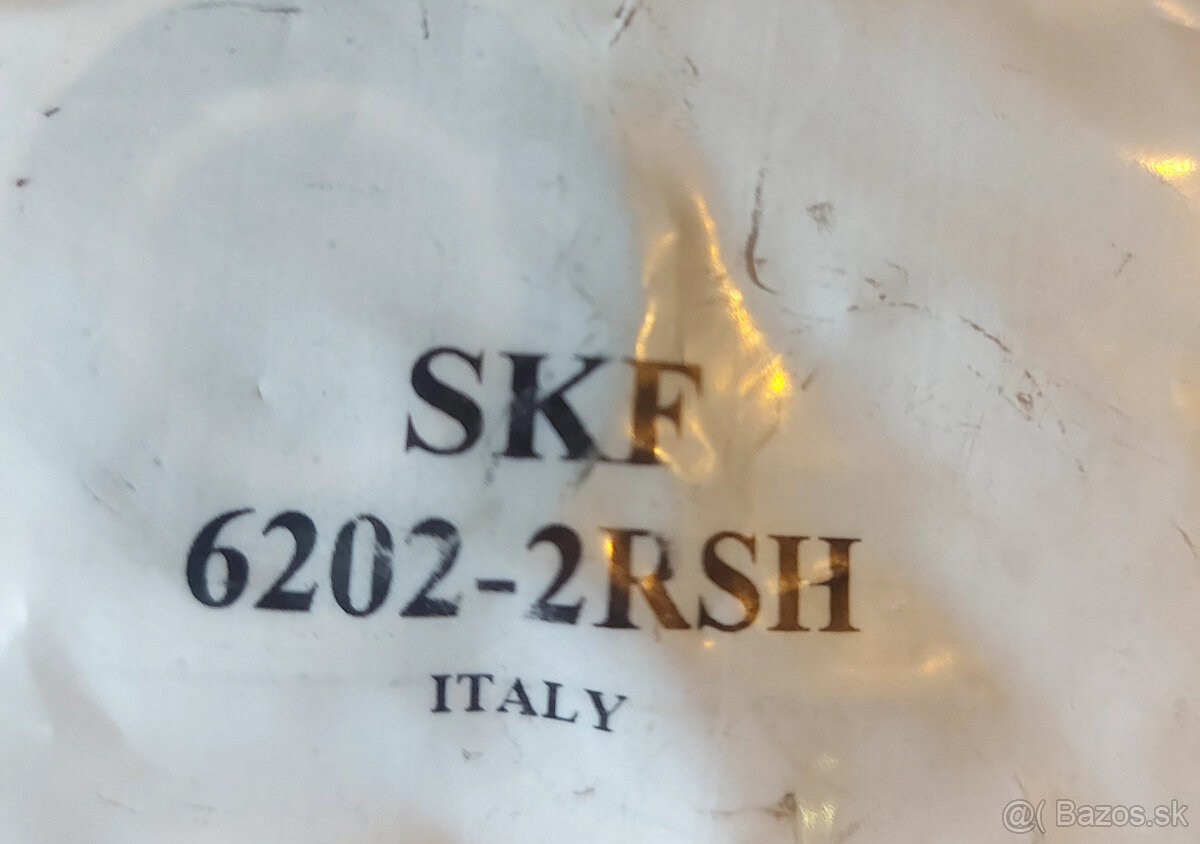 SKF
6202-2RSH
ITALY
@( Bazos.sk